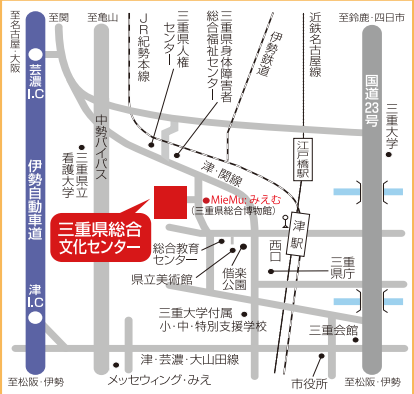 至名古屋・大阪
至関
至亀山
JR紀勢本線
三重県人権
センター
三重県身体障害者
総合福祉センター
伊勢鉄道
近鉄名古屋線
至鈴鹿・四日市
芸濃
I.C
中勢バイパス
国道23号
三重大学
三重県立
看護大学
津・関線
江戸橋駅
伊勢自動車道
MieMu:みえむ
(三重県総合博物館)
三重県総合
文化センター
津駅
総合教育
センター
西口
県立美術館
偕楽
公園
三重
県庁
津
I.C
三重大学付属
小・中・特別支援学校
三重会館
津・芸濃・大山田線
至松阪・伊勢
メッセウィング・みえ
市役所
至松阪・伊勢